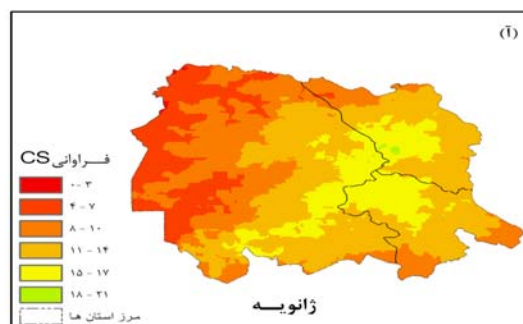 (آ)
فراوانی CS
۰ - ۳
۴ - ۷
۸ - ۱۰
۱۱ - ۱۴
۱۵ - ۱۷
۱۸ - ۲۱
مرز استان ها
ژانویه